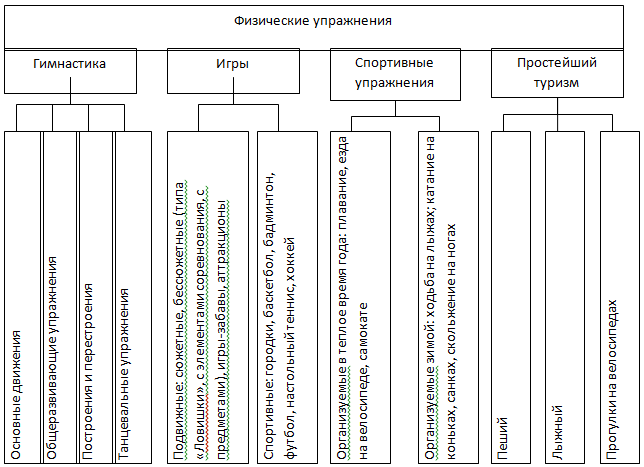 Физические упражнения
Гимнастика
Игры
Спортивные
упражнения
Простейший
туризм
Основные движения
Общеразвивающие упражнения
Построения и перестроения
Танцевальные упражнения
Подвижные: сюжетные, бессюжетные (типа
«Ловишки», с элементами соревнования, с
предметами), игры-забавы, аттракционы
Спортивные: городки, баскетбол, бадминтон,
футбол, настольный теннис, хоккей
Организуемые в теплое время года: плавание, езда
на велосипеде, самокате
Организуемые зимой: ходьба на лыжах; катание на
коньках, санках, скольжение на ногах
Пеший
Лыжный
Прогулки на велосипедах